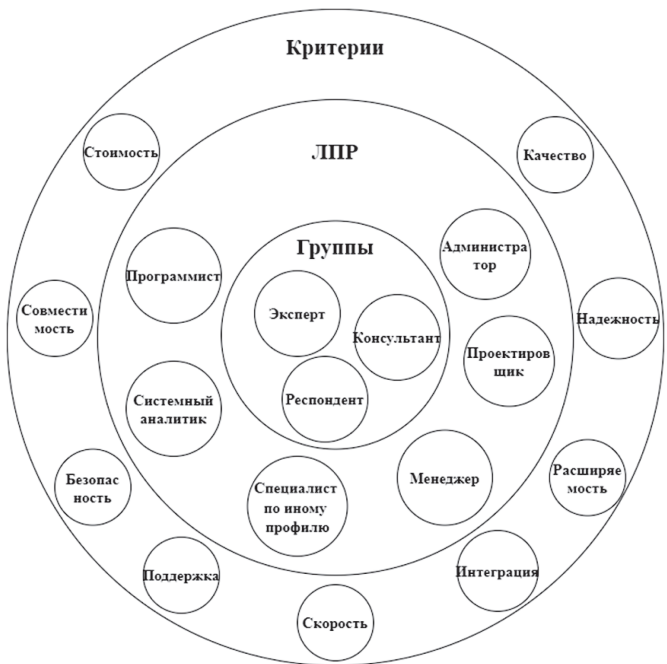 Критерии
Стоимость
ЛПР
Качество
Группы
Администра
тор
Программист
Эксперт
Совмести
мость
Консультант
Надежность
Проектиров
щик
Респондент
Системный
аналитик
Безопас
ность
Специалист
по иному
профилю
Менеджер
Расширяе
мость
Поддержка
Интеграция
Скорость